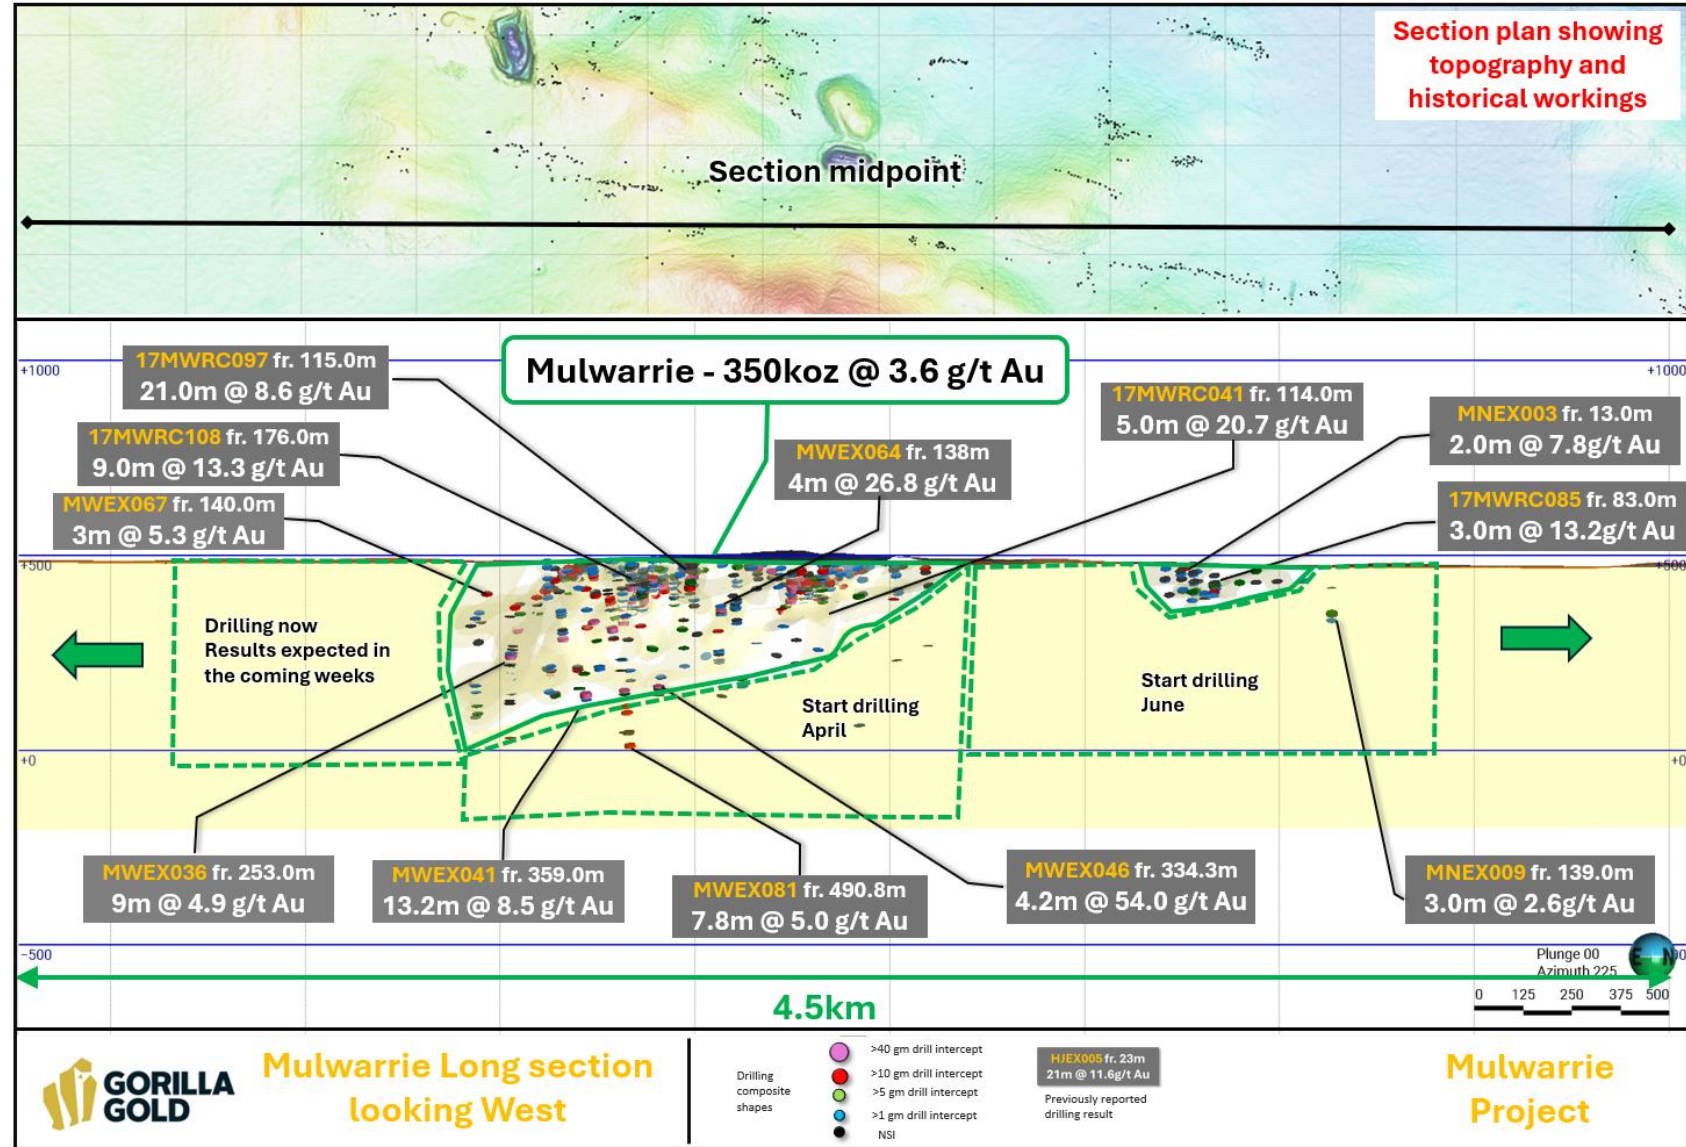 Section plan showing
topography and
historical workings
Section midpoint
Mulwarrie - 350koz @ 3.6 g/t Au
+1000
+1000
17MWRC097 fr. 115.0m
21.0m @ 8.6 g/t Au
17MWRC108 fr. 176.0m
9.0m @ 13.3 g/t Au
MWEX067 fr. 140.0m
3m @ 5.3 g/t Au
MWEX064 fr. 138m
4m @ 26.8 g/t Au
17MWRC041 fr. 114.0m
5.0m @ 20.7 g/t Au
MNEX003 fr. 13.0m
2.0m @ 7.8g/t Au
17MWRC085 fr. 83.0m
3.0m @ 13.2g/t Au
+500
+500
Drilling now
Results expected in
the coming weeks
Start drilling
April
Start drilling
June
+0
+0
MWEX036 fr. 253.0m
9m @ 4.9 g/t Au
MWEX041 fr. 359.0m
13.2m @ 8.5 g/t Au
MWEX081 fr. 490.8m
7.8m @ 5.0 g/t Au
MWEX046 fr. 334.3m
4.2m @ 54.0 g/t Au
MNEX009 fr. 139.0m
3.0m @ 2.6g/t Au
-500
Plunge 00
Azimuth 225
E N
0 125 250 375 500
4.5km
GORILLA
GOLD
Mulwarrie Long section
looking West
Drilling
composite
shapes
>40 gm drill intercept
>10 gm drill intercept
>5 gm drill intercept
>1 gm drill intercept
NSI
HJEX005 fr. 23m
21m @ 11.6g/t Au
Previously reported
drilling result
Mulwarrie
Project